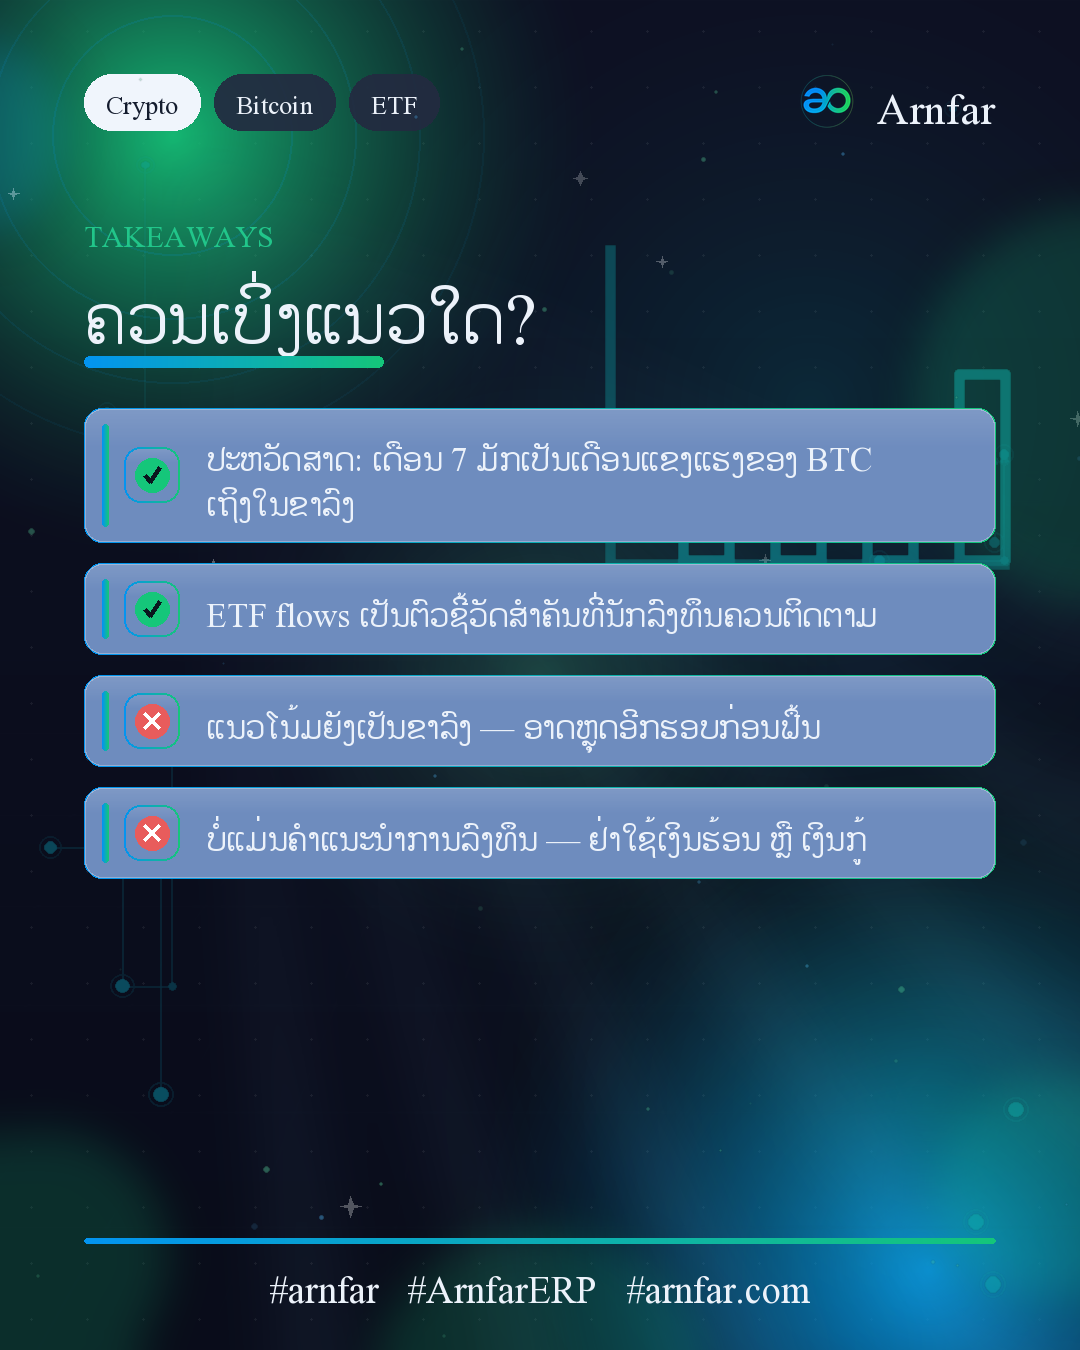 Crypto Bitcoin ETF
Arnfar
TAKEAWAYS
ຄວນເບິ່ງແນວໃດ?
ປະຫວັດສາດ: ເດືອນ 7 ມັກເປັນເດືອນແຂງແຮງຂອງ BTC
ເຖິງໃນຂາລົງ
ETF flows ເປັນຕົວຊີ້ວັດສຳຄັນທີ່ນັກລົງທຶນຄວນຕິດຕາມ
ແນວໂນ້ມຍັງເປັນຂາລົງ — ອາດຫຼຸດອີກຮອບກ່ອນຟື້ນ
ບໍ່ແມ່ນຄຳແນະນຳການລົງທຶນ — ຢ່າໃຊ້ເງິນຮ້ອນ ຫຼື ເງິນກູ້
#arnfar #ArnfarERP #arnfar.com